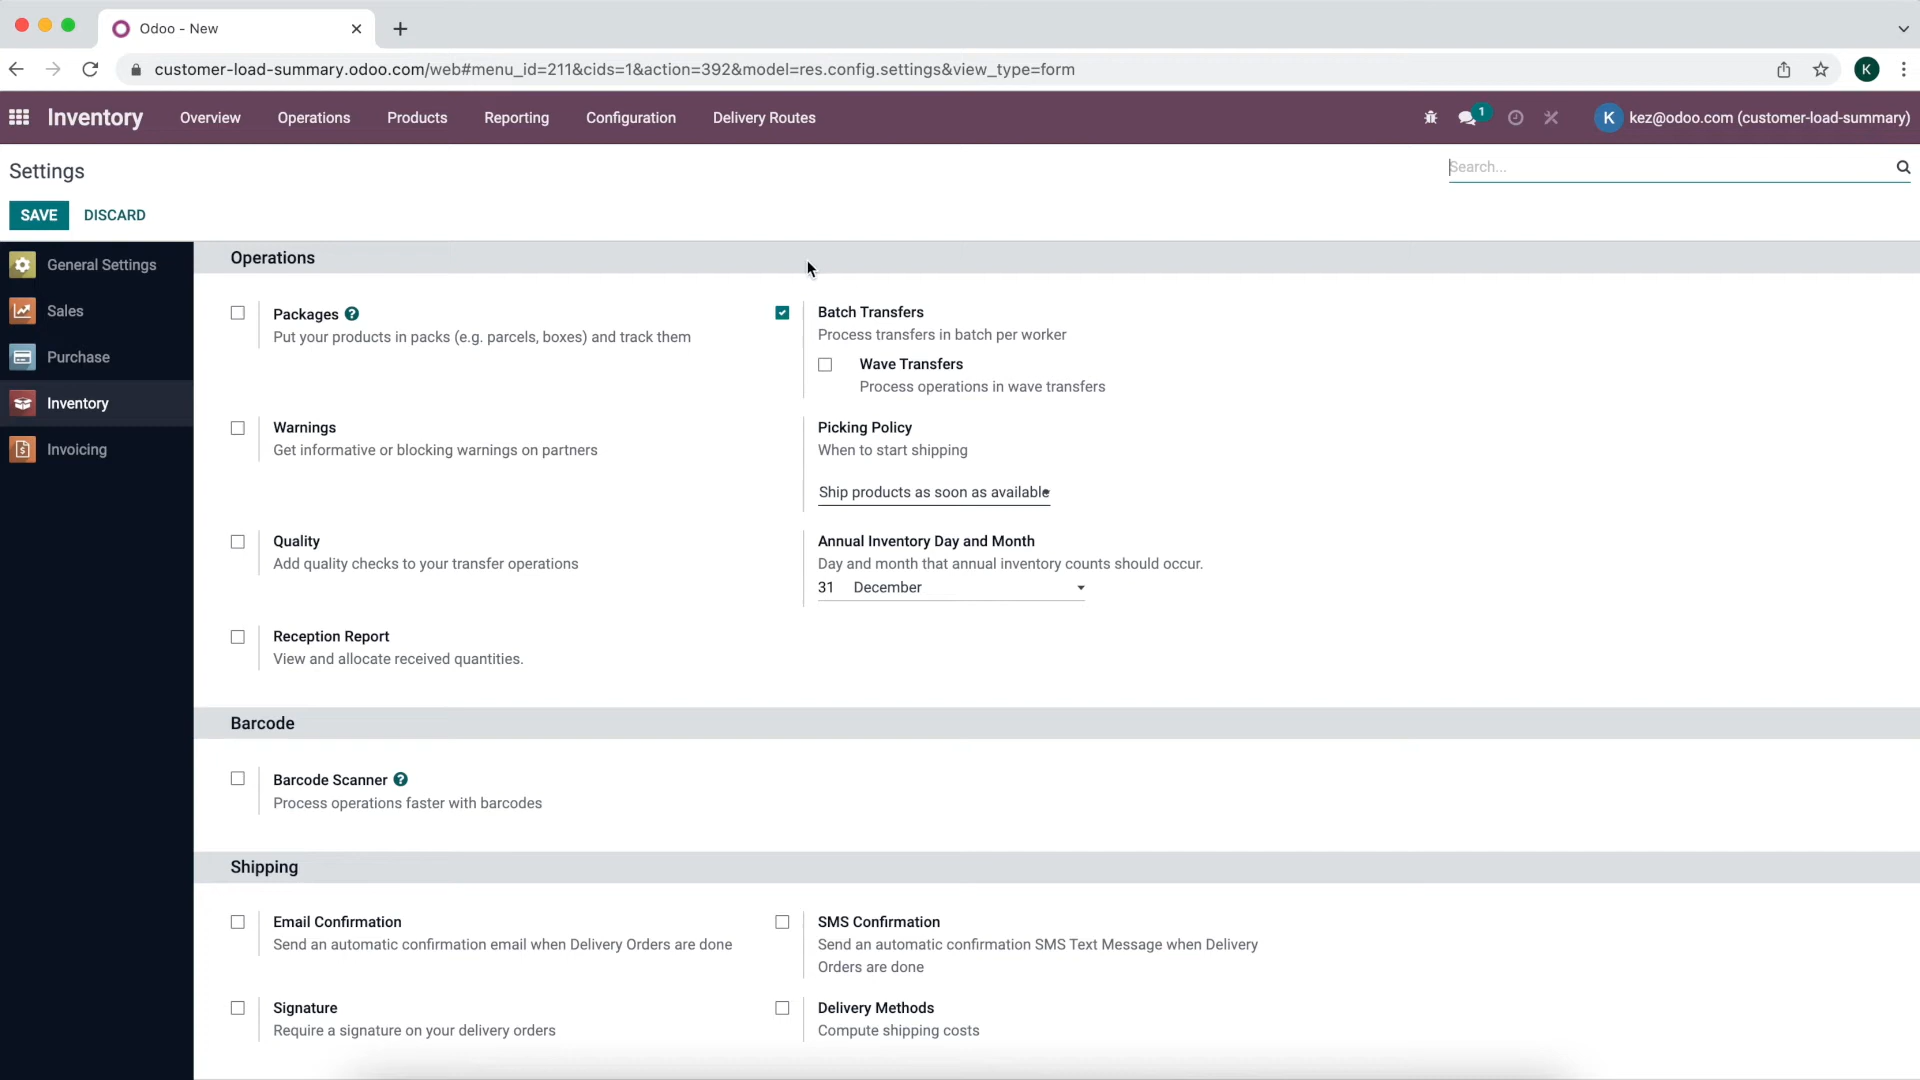 Odoo - New
customer-load-summary.odoo.com/web#menu_id=211&cids=1&action=392&model=res.config.settings&view_type=form
K
Inventory Overview Operations Products Reporting Configuration Delivery Routes 1 K kez@odoo.com (customer-load-summary)
Settings
Search...
SAVE DISCARD
General Settings
Sales
Purchase
Inventory
Invoicing
Operations
Packages ?
Put your products in packs (e.g. parcels, boxes) and track them
Batch Transfers
Process transfers in batch per worker
Wave Transfers
Process operations in wave transfers
Warnings
Get informative or blocking warnings on partners
Picking Policy
When to start shipping
Ship products as soon as available
Quality
Add quality checks to your transfer operations
Annual Inventory Day and Month
Day and month that annual inventory counts should occur.
31 December
Reception Report
View and allocate received quantities.
Barcode
Barcode Scanner ?
Process operations faster with barcodes
Shipping
Email Confirmation
Send an automatic confirmation email when Delivery Orders are done
SMS Confirmation
Send an automatic confirmation SMS Text Message when Delivery
Orders are done
Signature
Require a signature on your delivery orders
Delivery Methods
Compute shipping costs